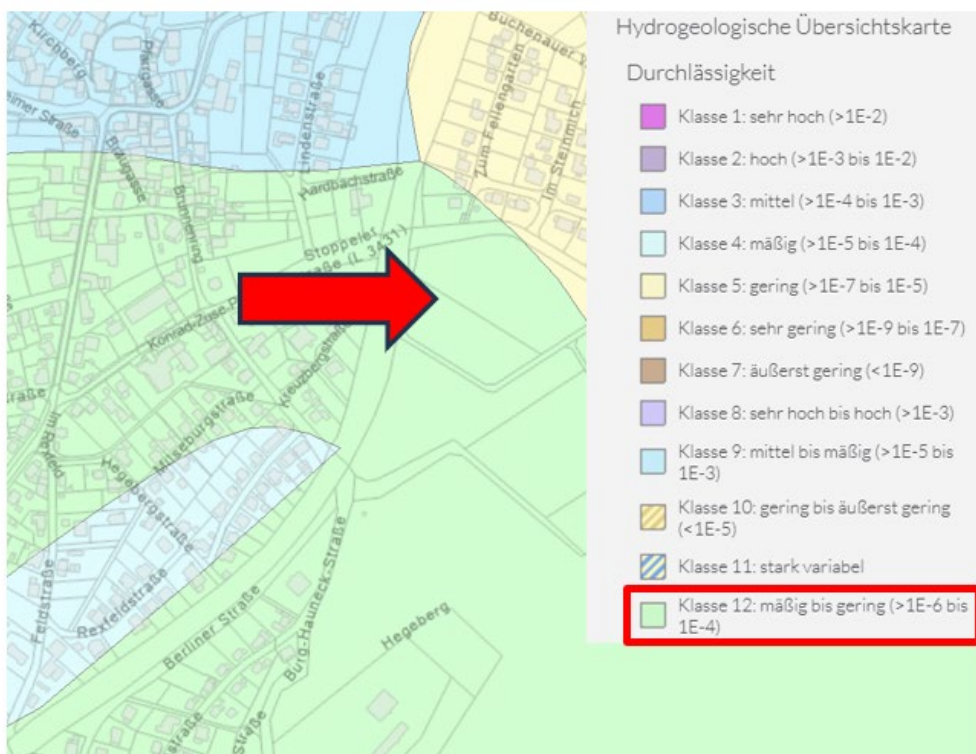 Hydrogeologische Übersichtskarte
Durchlässigkeit
Klasse 1: sehr hoch (>1E-2)
Klasse 2: hoch (>1E-3 bis 1E-2)
Klasse 3: mittel (>1E-4 bis 1E-3)
Klasse 4: mäßig (>1E-5 bis 1E-4)
Klasse 5: gering (>1E-7 bis 1E-5)
Klasse 6: sehr gering (>1E-9 bis 1E-7)
Klasse 7: äußerst gering (<1E-9)
Klasse 8: sehr hoch bis hoch (>1E-3)
Klasse 9: mittel bis mäßig (>1E-5 bis
1E-3)
Klasse 10: gering bis äußerst gering
(<1E-5)
Klasse 11: stark variabel
Klasse 12: mäßig bis gering (>1E-6 bis
1E-4)
Kirchberg
Pfarrgasse
Straße
Lindenstraße
Buchenauer
Zum Fellengarten
Im Steinmich
Braugasse
Brunnenring
Hardbachstraße
Stoppeler
(L 3431)
Konrad-Zuse-
Kreuzbergstraße
Miseburgstraße
Hegebergstraße
Feldstraße
Rexfeldstraße
Berliner Straße
Burg-Hauneck-Straße
Hegeberg